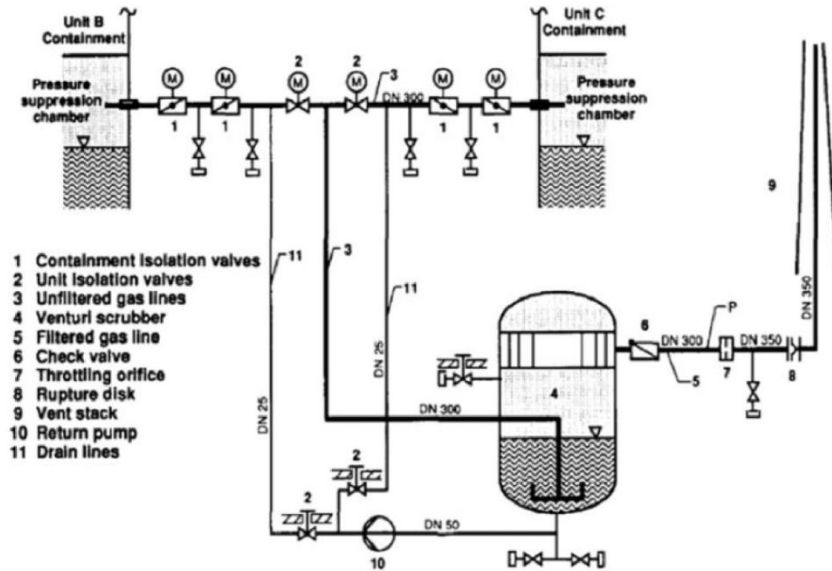 Unit B
Containment
Unit C
Containment
Pressure
suppression
chamber
Pressure
suppression
chamber
M
M
2
M
2
M
3
DN 300
M
M
1
1
1
1
9
1 Containment isolation valves
2 Unit isolation valves
3 Unfiltered gas lines
4 Venturi scrubber
5 Filtered gas line
6 Check valve
7 Throttling orifice
8 Rupture disk
9 Vent stack
10 Return pump
11 Drain lines
11
3
11
DN 25
DN 25
DN 300
4
6
DN 300
P
5
7
DN 350
8
DN 350
2
2
10
DN 50